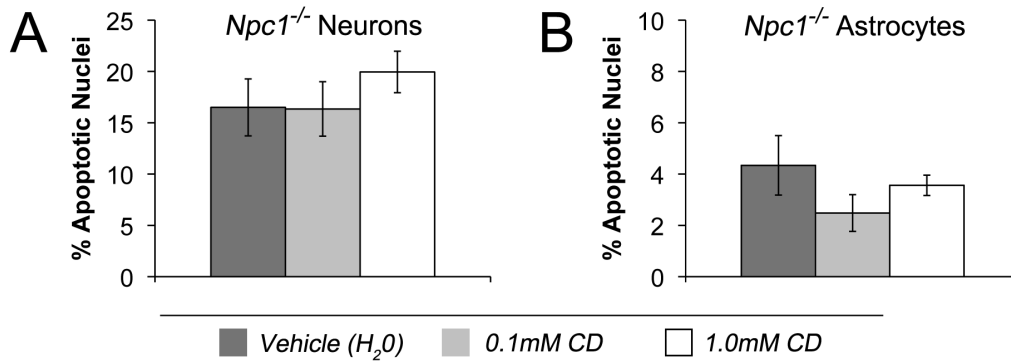 A
Npc1-/- Neurons
% Apoptotic Nuclei
25
20
15
10
5
0
B
Npc1-/- Astrocytes
% Apoptotic Nuclei
10
8
6
4
2
0
Vehicle (H20)
0.1mM CD
1.0mM CD